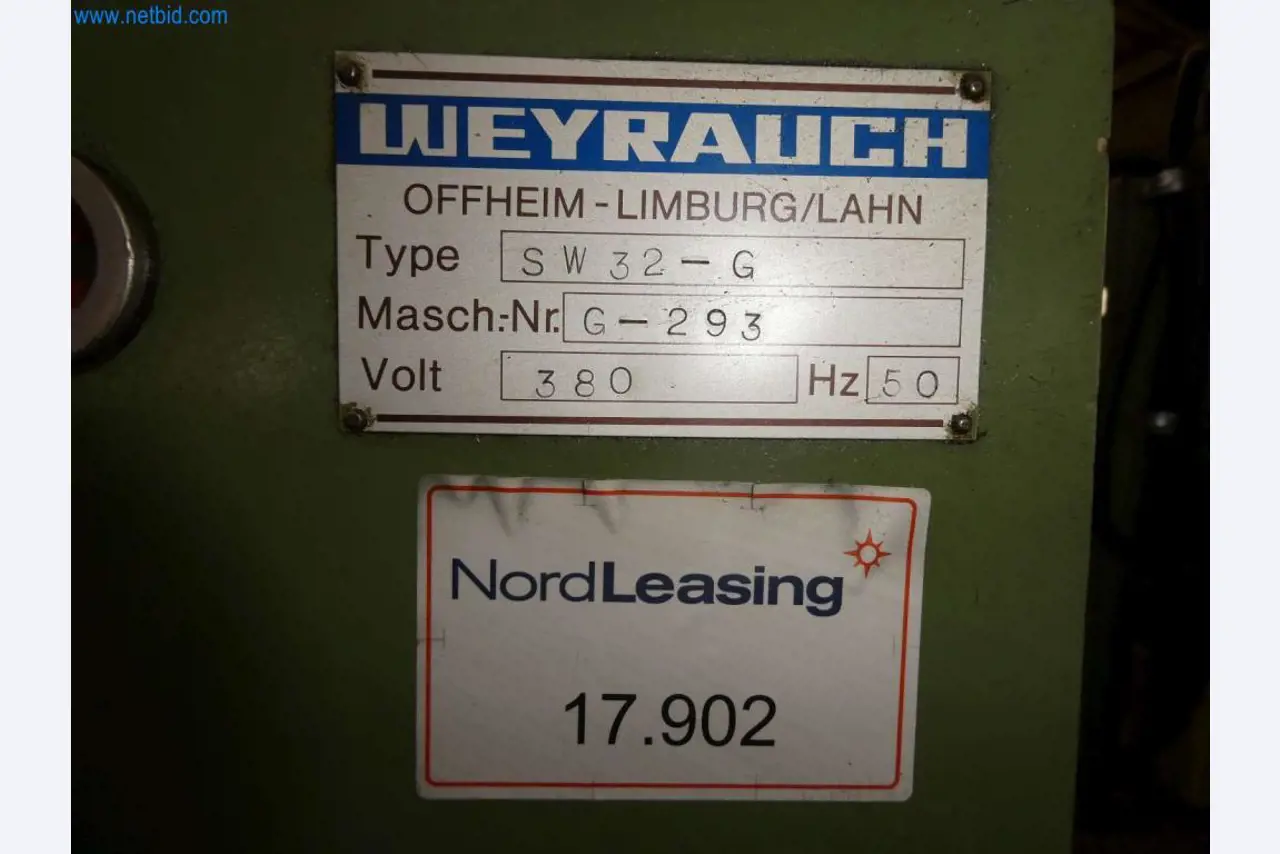 www.netbid.com
WEYRAUCH
OFFHEIM - LIMBURG/LAHN
Type SW 32 - G
Masch.-Nr. G - 293
Volt 380 Hz 50
NordLeasing
17.902